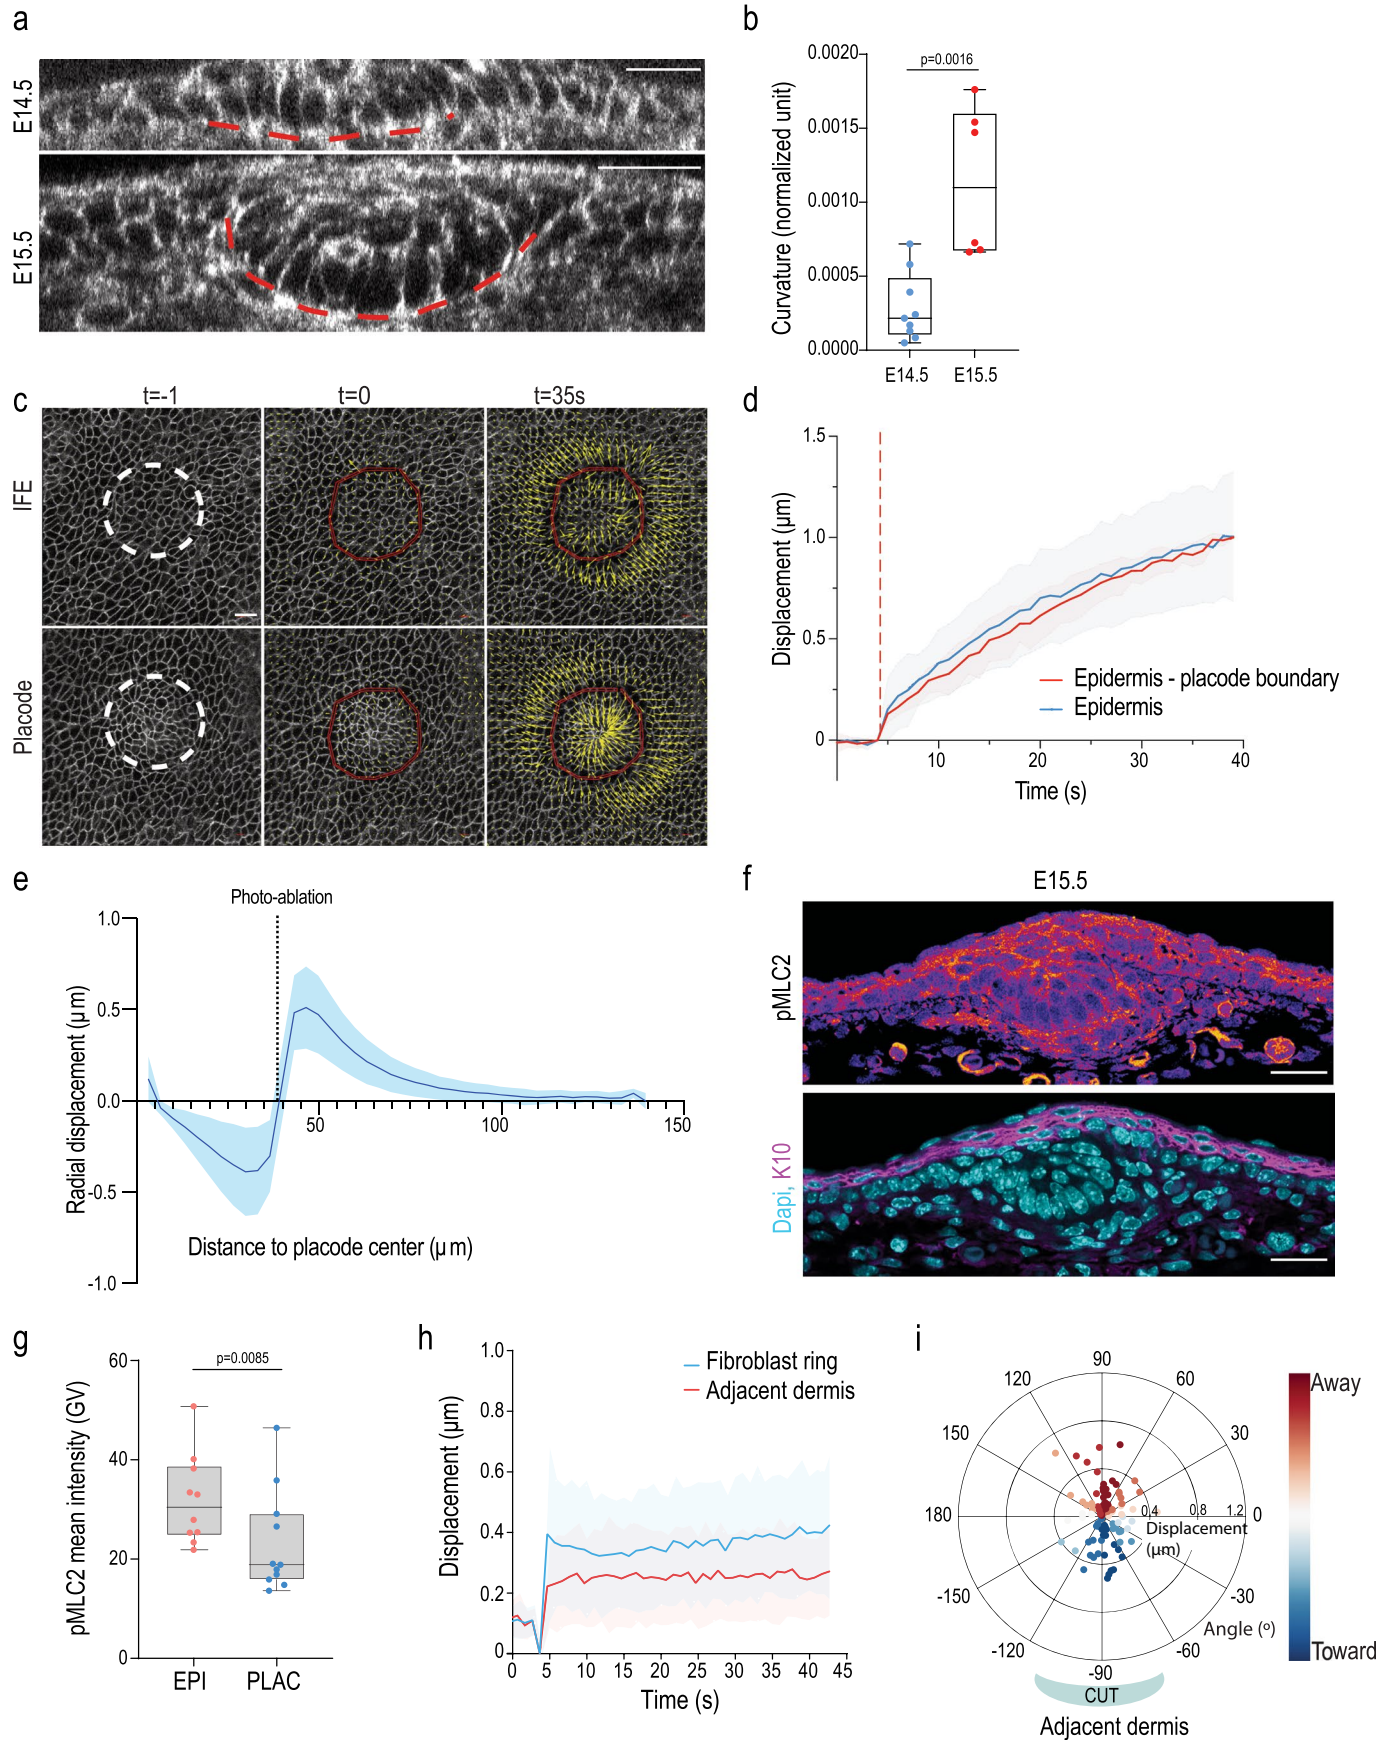 a
E14.5
E15.5
b
Curvature (normalized unit)
0.0020
0.0015
0.0010
0.0005
0.0000
p=0.0016
E14.5
E15.5
c
t=-1
t=0
t=35s
IFE
Placode
d
Displacement (µm)
1.5
1.0
0.5
0
10
20
30
40
Time (s)
Epidermis - placode boundary
Epidermis
e
Photo-ablation
Radial displacement (µm)
1.0
0.5
0.0
-0.5
-1.0
50
100
150
Distance to placode center (µm)
f
E15.5
pMLC2
Dapi, K10
g
pMLC2 mean intensity (GV)
60
40
20
0
p=0.0085
EPI
PLAC
h
Displacement (µm)
1.0
0.8
0.6
0.4
0.2
0
Fibroblast ring
Adjacent dermis
0
5
10
15
20
25
30
35
40
45
Time (s)
i
90
120
60
150
30
180
0.4
0.8
1.2
0
Displacement
(µm)
-150
-30
Angle (º)
-120
-60
-90
CUT
Adjacent dermis
Away
Toward